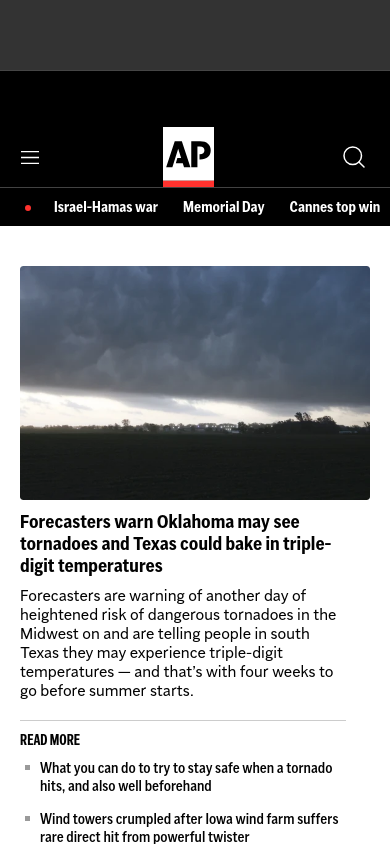 AP
Israel-Hamas war
Memorial Day
Cannes top win
Forecasters warn Oklahoma may see
tornadoes and Texas could bake in triple-
digit temperatures
Forecasters are warning of another day of
heightened risk of dangerous tornadoes in the
Midwest on and are telling people in south
Texas they may experience triple-digit
temperatures — and that’s with four weeks to
go before summer starts.
READ MORE
What you can do to try to stay safe when a tornado
hits, and also well beforehand
Wind towers crumpled after Iowa wind farm suffers
rare direct hit from powerful twister